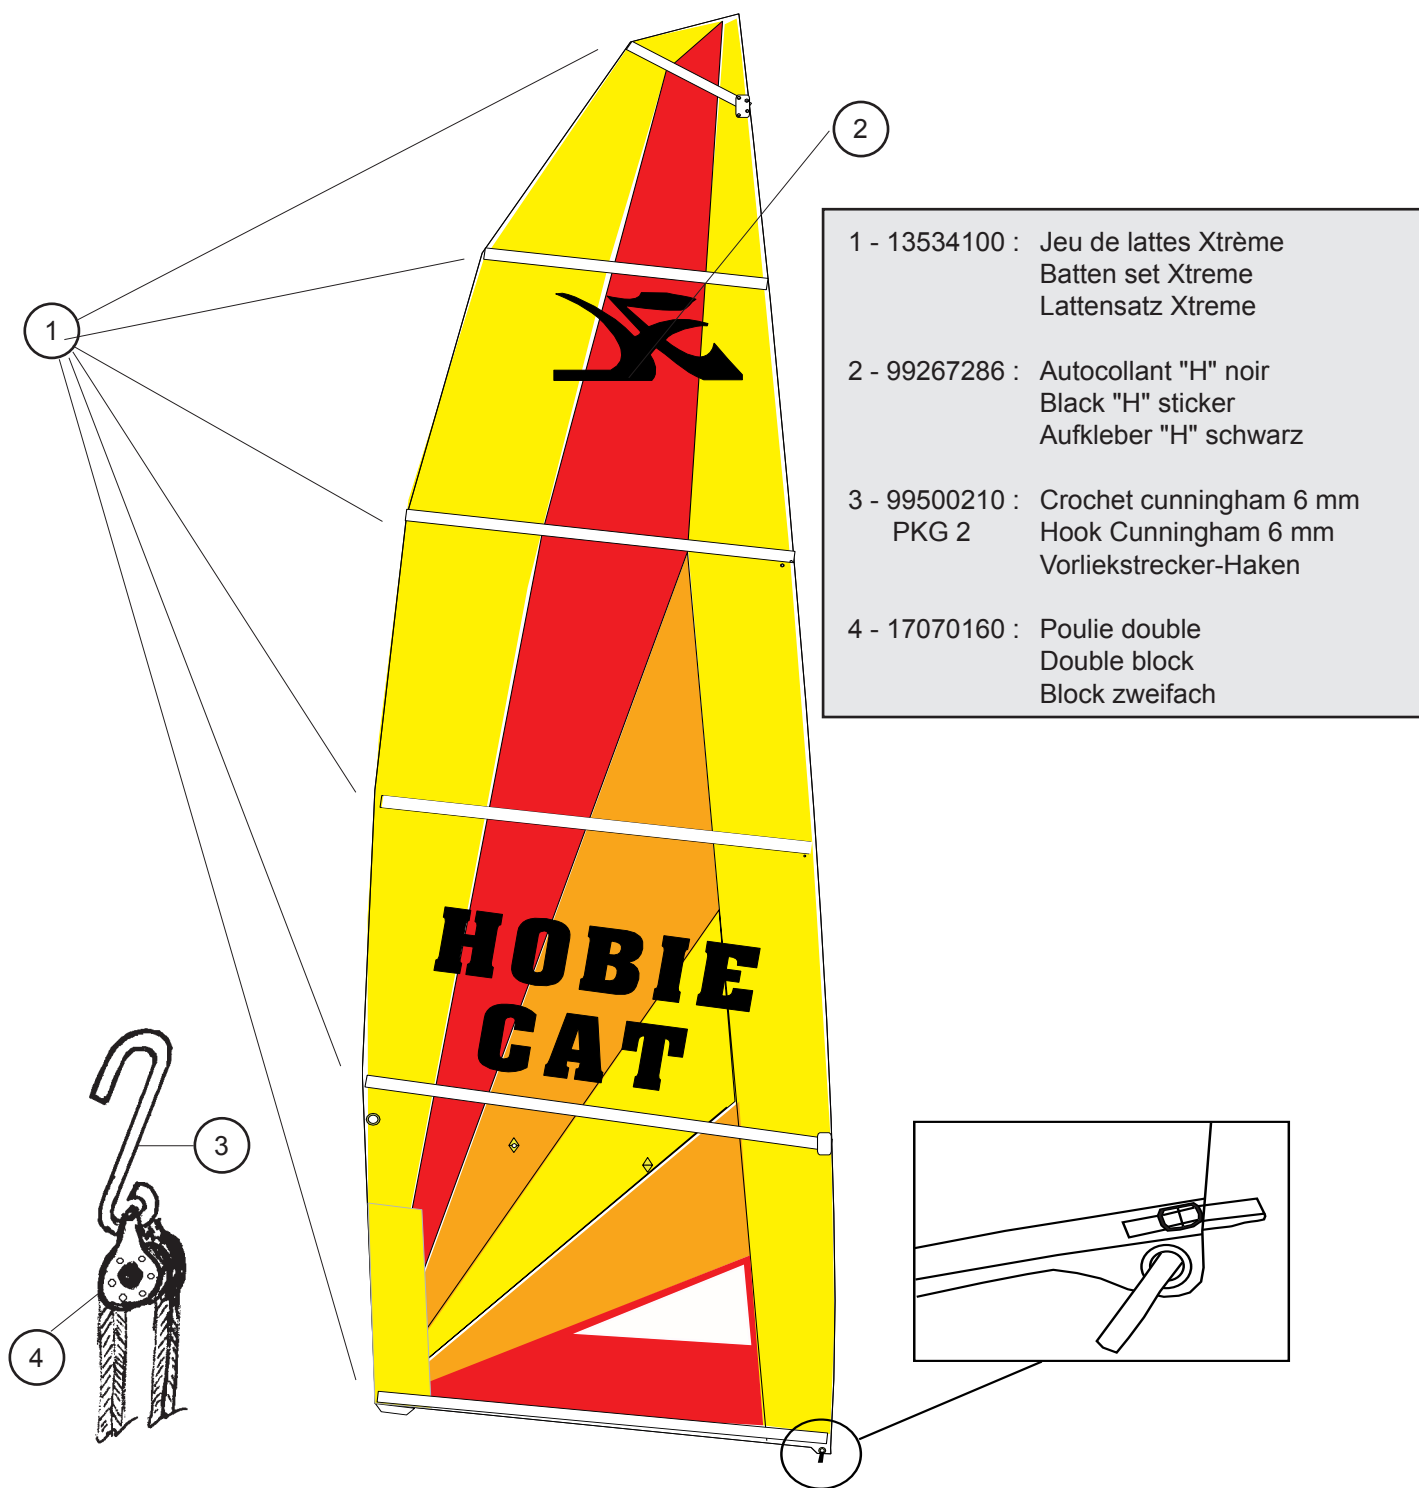 2
1
1 - 13534100 : Jeu de lattes Xtrème
Batten set Xtreme
Lattensatz Xtreme
2 - 99267286 : Autocollant "H" noir
Black "H" sticker
Aufkleber "H" schwarz
3 - 99500210 : Crochet cunningham 6 mm
PKG 2 Hook Cunningham 6 mm
Vorliekstrecker-Haken
4 - 17070160 : Poulie double
Double block
Block zweifach
HOBIE
CAT
3
4